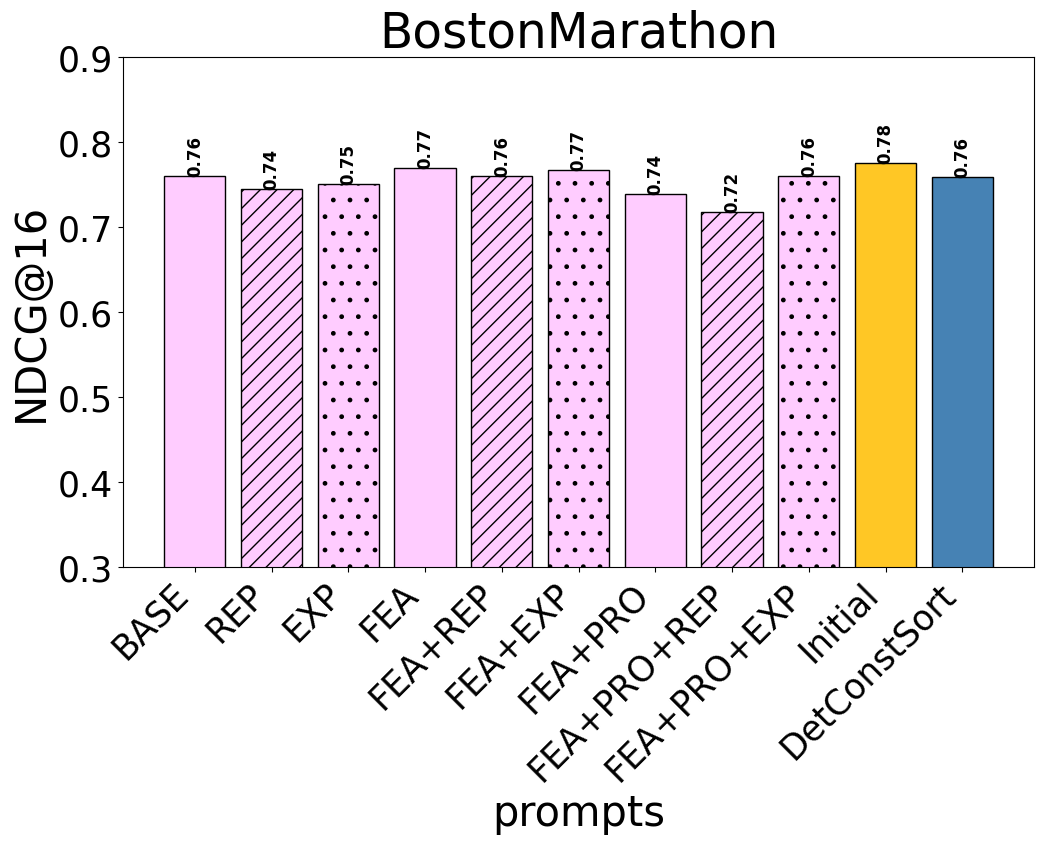 BostonMarathon
NDCG@16
0.9
0.8
0.7
0.6
0.5
0.4
0.3
0.76
0.74
0.75
0.77
0.76
0.77
0.74
0.72
0.76
0.78
0.76
BASE
REP
EXP
FEA
FEA+REP
FEA+EXP
FEA+PRO
FEA+PRO+REP
FEA+PRO+EXP
Initial
DetConstSort
prompts